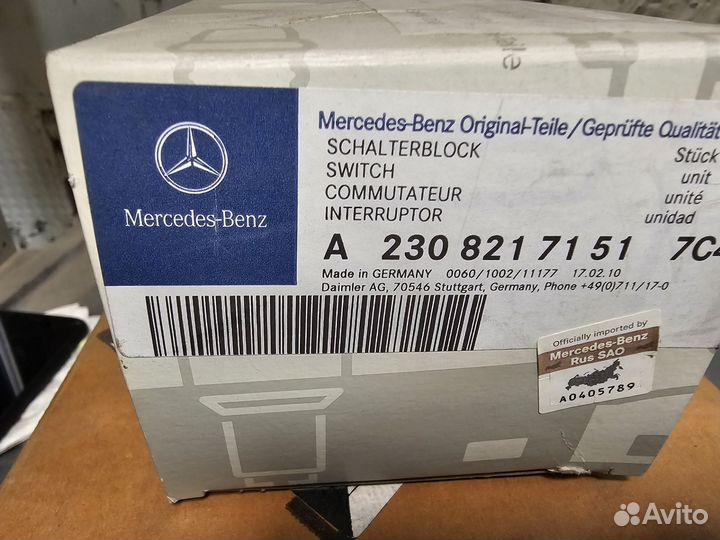 Mercedes-Benz
Mercedes-Benz Original-Teile/Geprüfte Qualität
SCHALTERBLOCK Stück
SWITCH unit
COMMUTATEUR unité
INTERRUPTOR unidad
A 230 821 71 51 7C4
Made in GERMANY 0060/1002/11177 17.02.10
Daimler AG, 70546 Stuttgart, Germany, Phone +49(0)711/17-0
Officially imported by
Mercedes-Benz
Rus SAO
A0405789
Avito